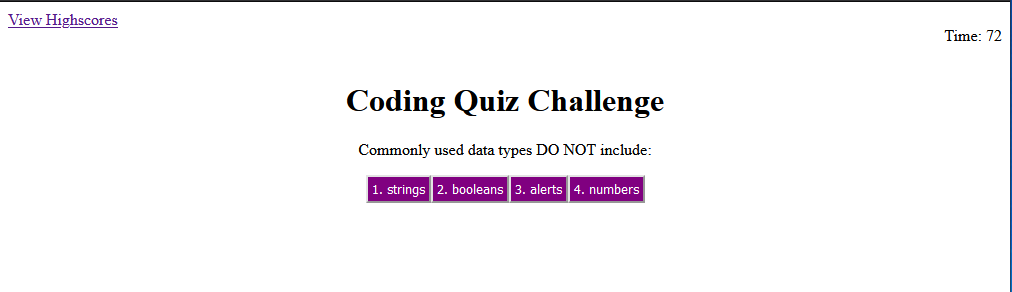 View Highscores
Time: 72
Coding Quiz Challenge
Commonly used data types DO NOT include:
1. strings 2. booleans 3. alerts 4. numbers